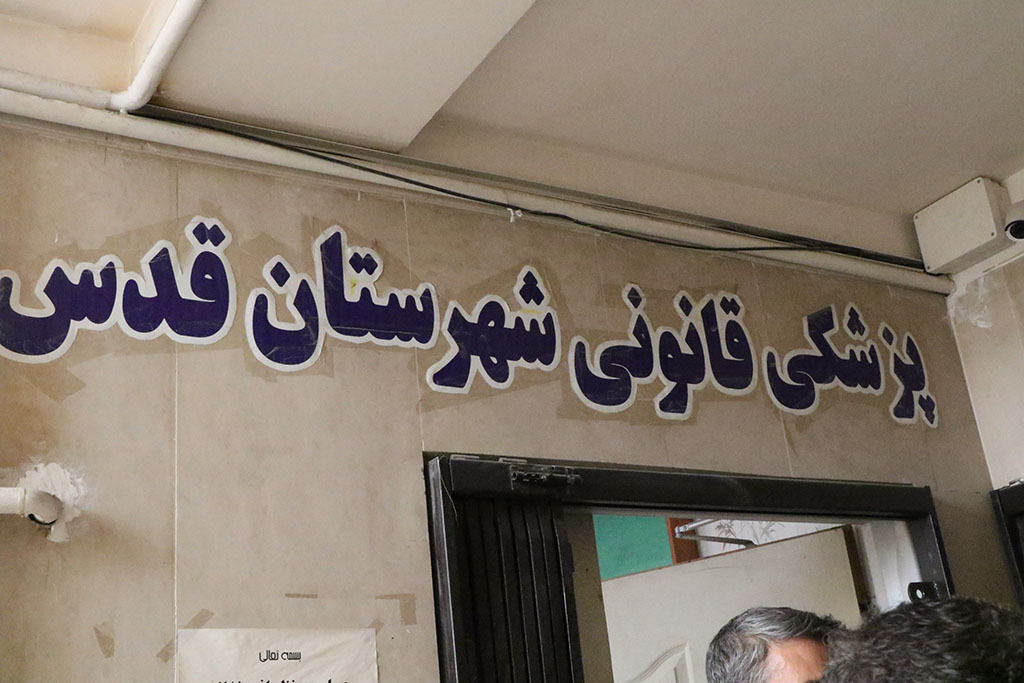 پزشکی قانونی شهرستان قدس
بسمه تعالی